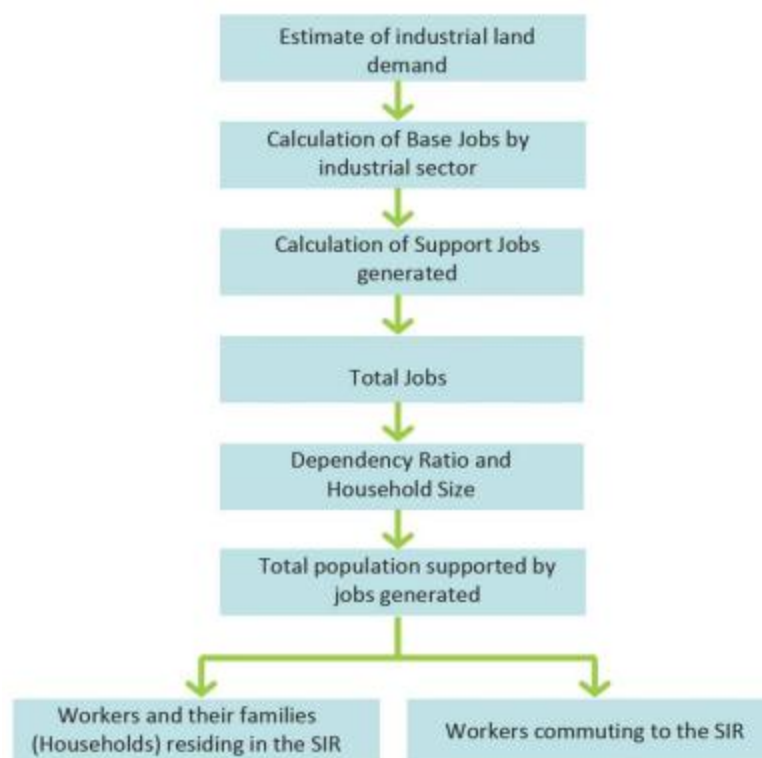 Estimate of industrial land
demand
Calculation of Base Jobs by
industrial sector
Calculation of Support Jobs
generated
Total Jobs
Dependency Ratio and
Household Size
Total population supported by
jobs generated
Workers and their families
(Households) residing in the SIR
Workers commuting to the SIR